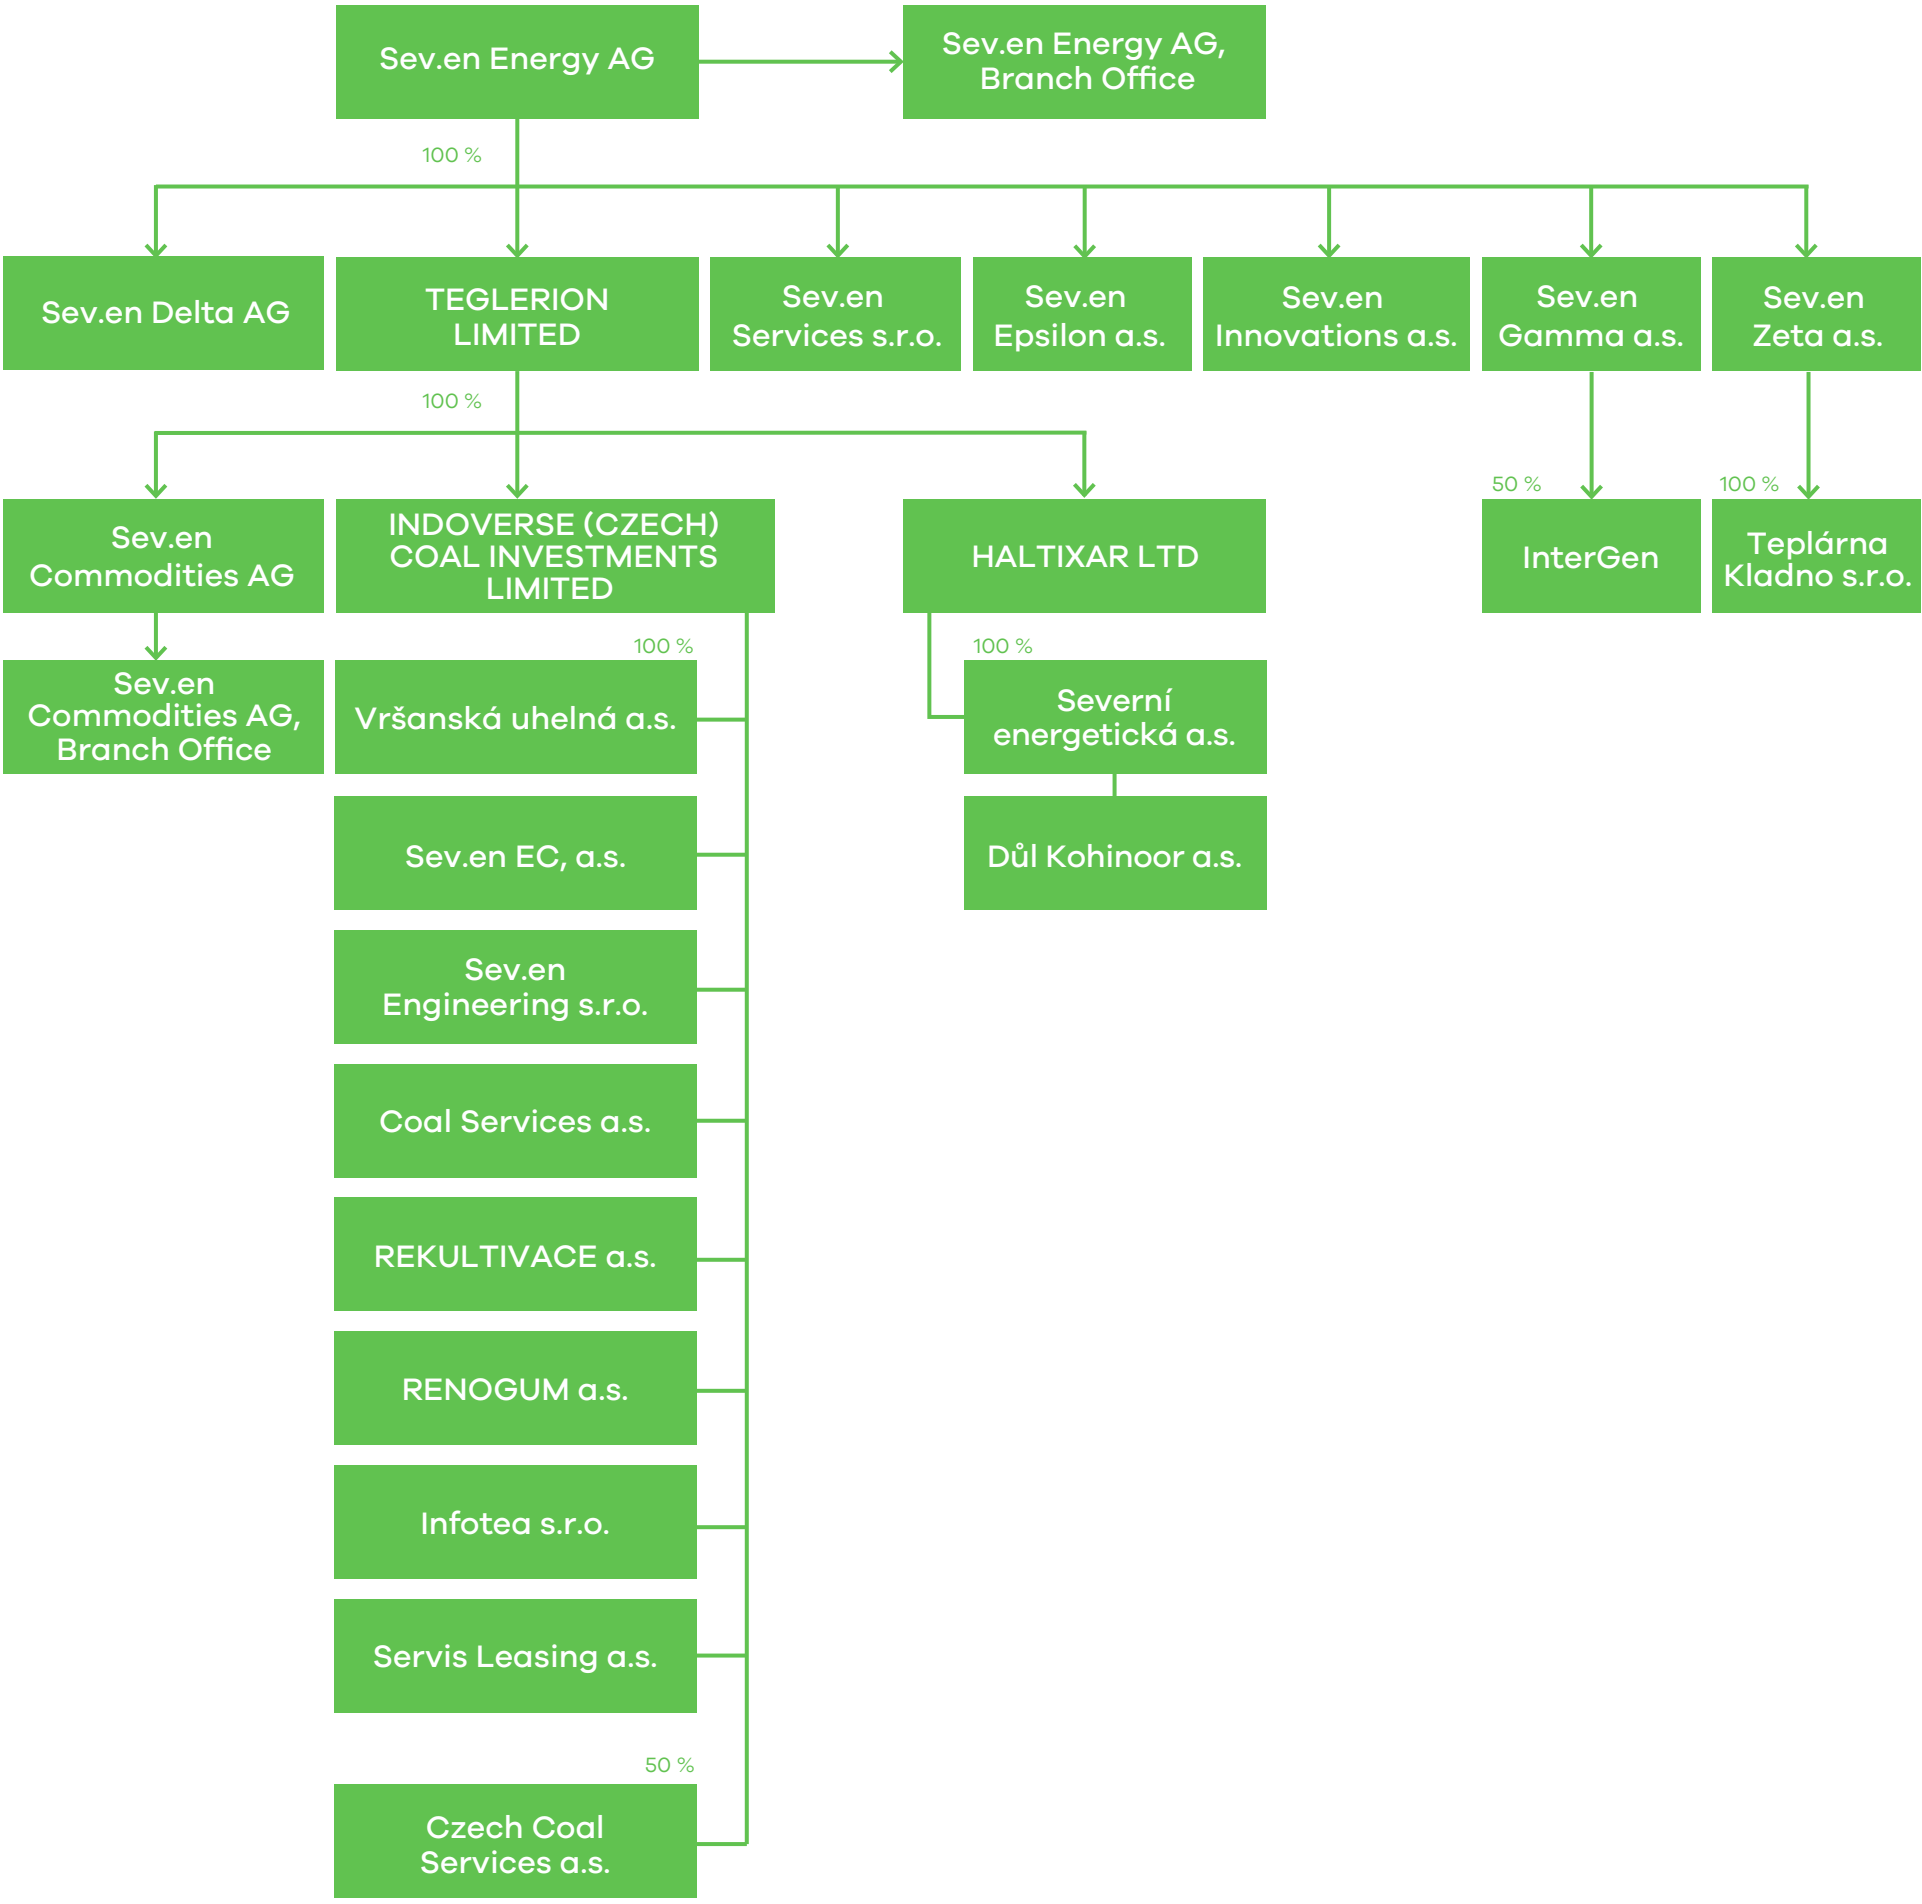 Sev.en Energy AG
Sev.en Energy AG,
Branch Office
100 %
Sev.en Delta AG
TEGLERION
LIMITED
Sev.en
Services s.r.o.
Sev.en
Epsilon a.s.
Sev.en
Innovations a.s.
Sev.en
Gamma a.s.
Sev.en
Zeta a.s.
100 %
50 %
100 %
Sev.en
Commodities AG
INDOVERSE (CZECH)
COAL INVESTMENTS
LIMITED
HALTIXAR LTD
InterGen
Teplárna
Kladno s.r.o.
100 %
100 %
Sev.en
Commodities AG,
Branch Office
Vršanská uhelná a.s.
Severní
energetická a.s.
Sev.en EC, a.s.
Důl Kohinoor a.s.
Sev.en
Engineering s.r.o.
Coal Services a.s.
REKULTIVACE a.s.
RENOGUM a.s.
Infotea s.r.o.
Servis Leasing a.s.
50 %
Czech Coal
Services a.s.